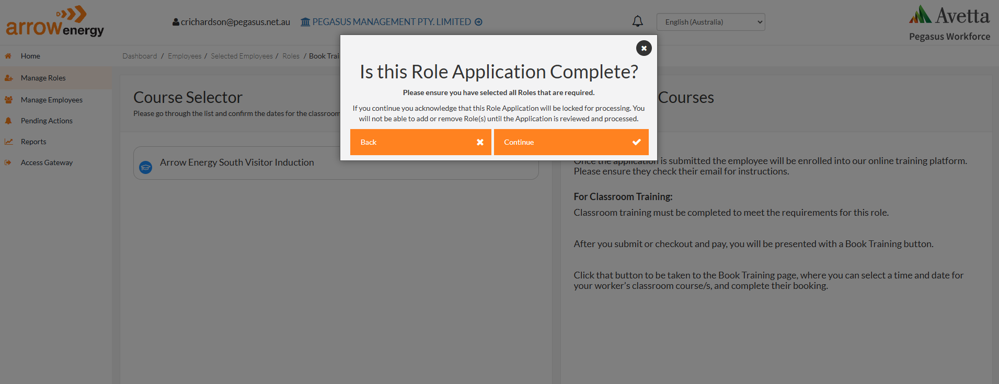 arrow energy
crichardson@pegasus.net.au
PEGASUS MANAGEMENT PTY. LIMITED
English (Australia)
Avetta
Pegasus Workforce
Home
Manage Roles
Manage Employees
Pending Actions
Reports
Access Gateway
Dashboard / Employees / Selected Employees / Roles / Book Trai
Course Selector
Please go through the list and confirm the dates for the classroom
Arrow Energy South Visitor Induction
Is this Role Application Complete?
Please ensure you have selected all Roles that are required.
If you continue you acknowledge that this Role Application will be locked for processing. You
will not be able to add or remove Role(s) until the Application is reviewed and processed.
Back
Continue
Courses
Once the application is submitted the employee will be enrolled into our online training platform.
Please ensure they check their email for instructions.
For Classroom Training:
Classroom training must be completed to meet the requirements for this role.
After you submit or checkout and pay, you will be presented with a Book Training button.
Click that button to be taken to the Book Training page, where you can select a time and date for
your worker’s classroom course/s, and complete their booking.